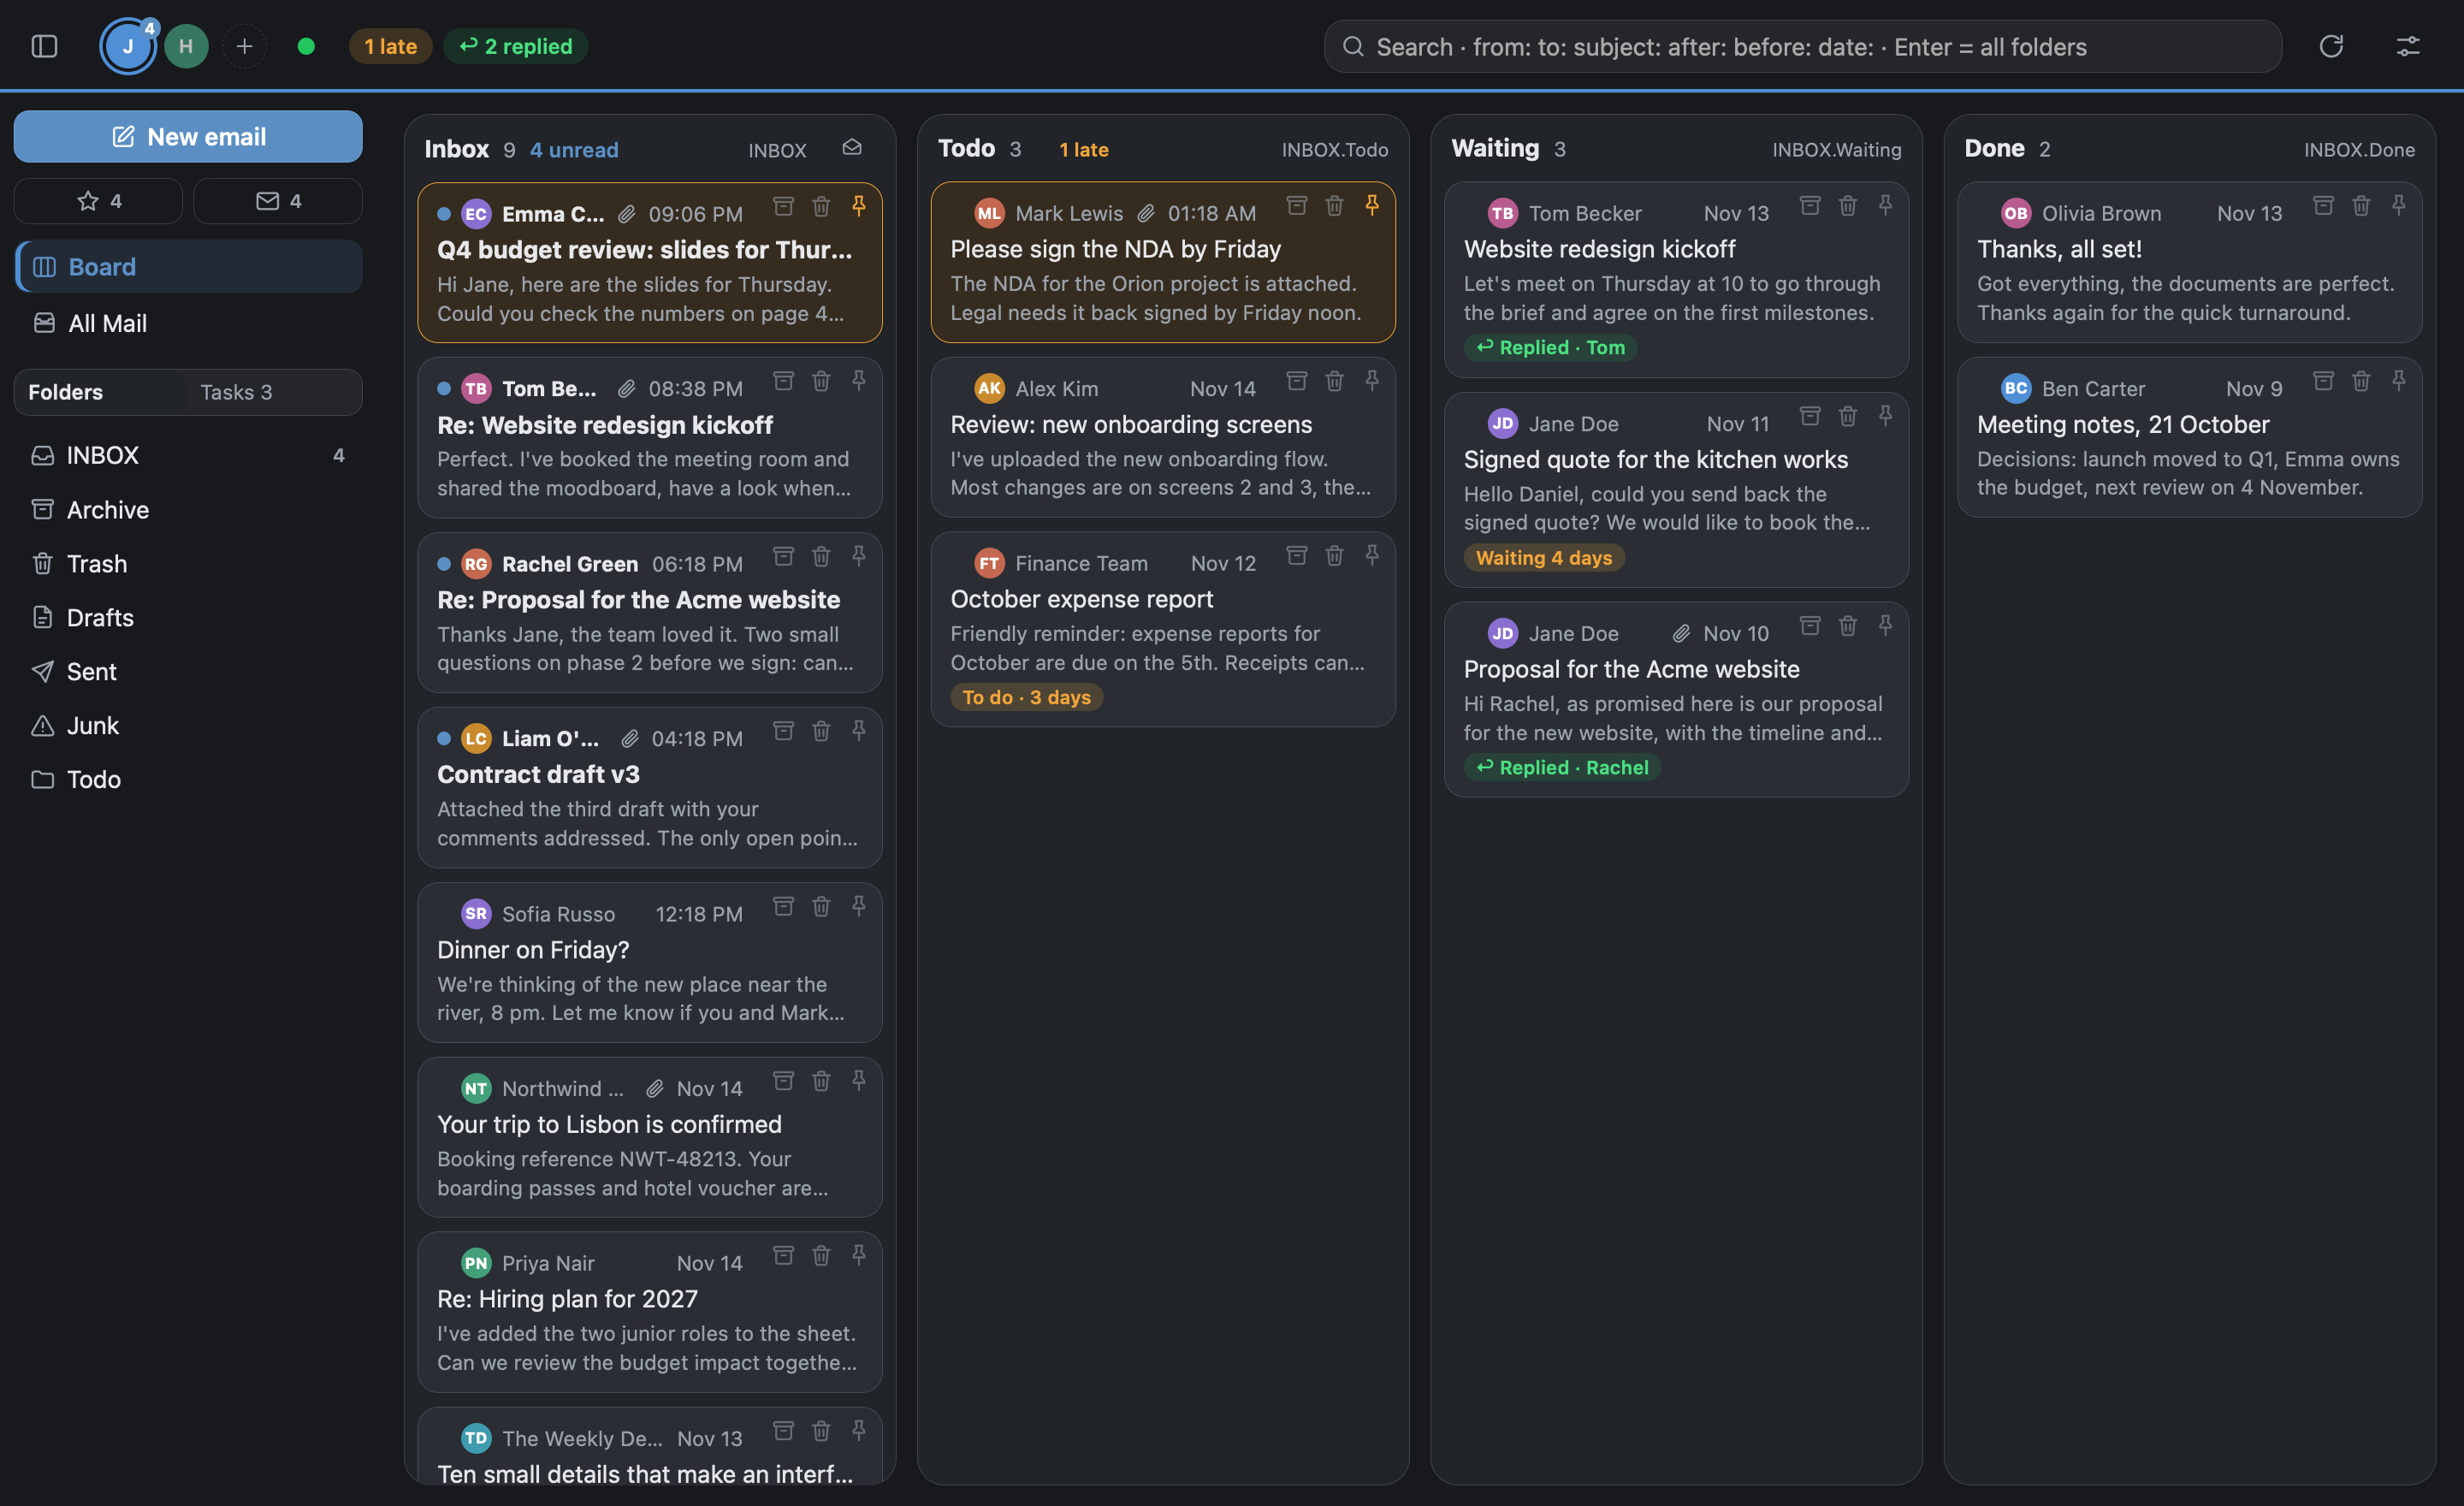 J
4
H
1 late
2 replied
Search · from: to: subject: after: before: date: · Enter = all folders
New email
4
4
Board
All Mail
Folders
Tasks 3
INBOX 4
Archive
Trash
Drafts
Sent
Junk
Todo
Inbox 9 4 unread INBOX
EC Emma C... 09:06 PM
Q4 budget review: slides for Thur...
Hi Jane, here are the slides for Thursday.
Could you check the numbers on page 4...
TB Tom Be... 08:38 PM
Re: Website redesign kickoff
Perfect. I've booked the meeting room and
shared the moodboard, have a look when...
RG Rachel Green 06:18 PM
Re: Proposal for the Acme website
Thanks Jane, the team loved it. Two small
questions on phase 2 before we sign: can...
LC Liam O'... 04:18 PM
Contract draft v3
Attached the third draft with your
comments addressed. The only open poin...
SR Sofia Russo 12:18 PM
Dinner on Friday?
We're thinking of the new place near the
river, 8 pm. Let me know if you and Mark...
NT Northwind ... Nov 14
Your trip to Lisbon is confirmed
Booking reference NWT-48213. Your
boarding passes and hotel voucher are...
PN Priya Nair Nov 14
Re: Hiring plan for 2027
I've added the two junior roles to the sheet.
Can we review the budget impact togethe...
TD The Weekly De... Nov 13
Ten small details that make an interf...
Todo 3 1 late INBOX.Todo
ML Mark Lewis 01:18 AM
Please sign the NDA by Friday
The NDA for the Orion project is attached.
Legal needs it back signed by Friday noon.
AK Alex Kim Nov 14
Review: new onboarding screens
I've uploaded the new onboarding flow.
Most changes are on screens 2 and 3, the...
FT Finance Team Nov 12
October expense report
Friendly reminder: expense reports for
October are due on the 5th. Receipts can...
To do · 3 days
Waiting 3 INBOX.Waiting
TB Tom Becker Nov 13
Website redesign kickoff
Let's meet on Thursday at 10 to go through
the brief and agree on the first milestones.
Replied · Tom
JD Jane Doe Nov 11
Signed quote for the kitchen works
Hello Daniel, could you send back the
signed quote? We would like to book the...
Waiting 4 days
JD Jane Doe Nov 10
Proposal for the Acme website
Hi Rachel, as promised here is our proposal
for the new website, with the timeline and...
Replied · Rachel
Done 2 INBOX.Done
OB Olivia Brown Nov 13
Thanks, all set!
Got everything, the documents are perfect.
Thanks again for the quick turnaround.
BC Ben Carter Nov 9
Meeting notes, 21 October
Decisions: launch moved to Q1, Emma owns
the budget, next review on 4 November.